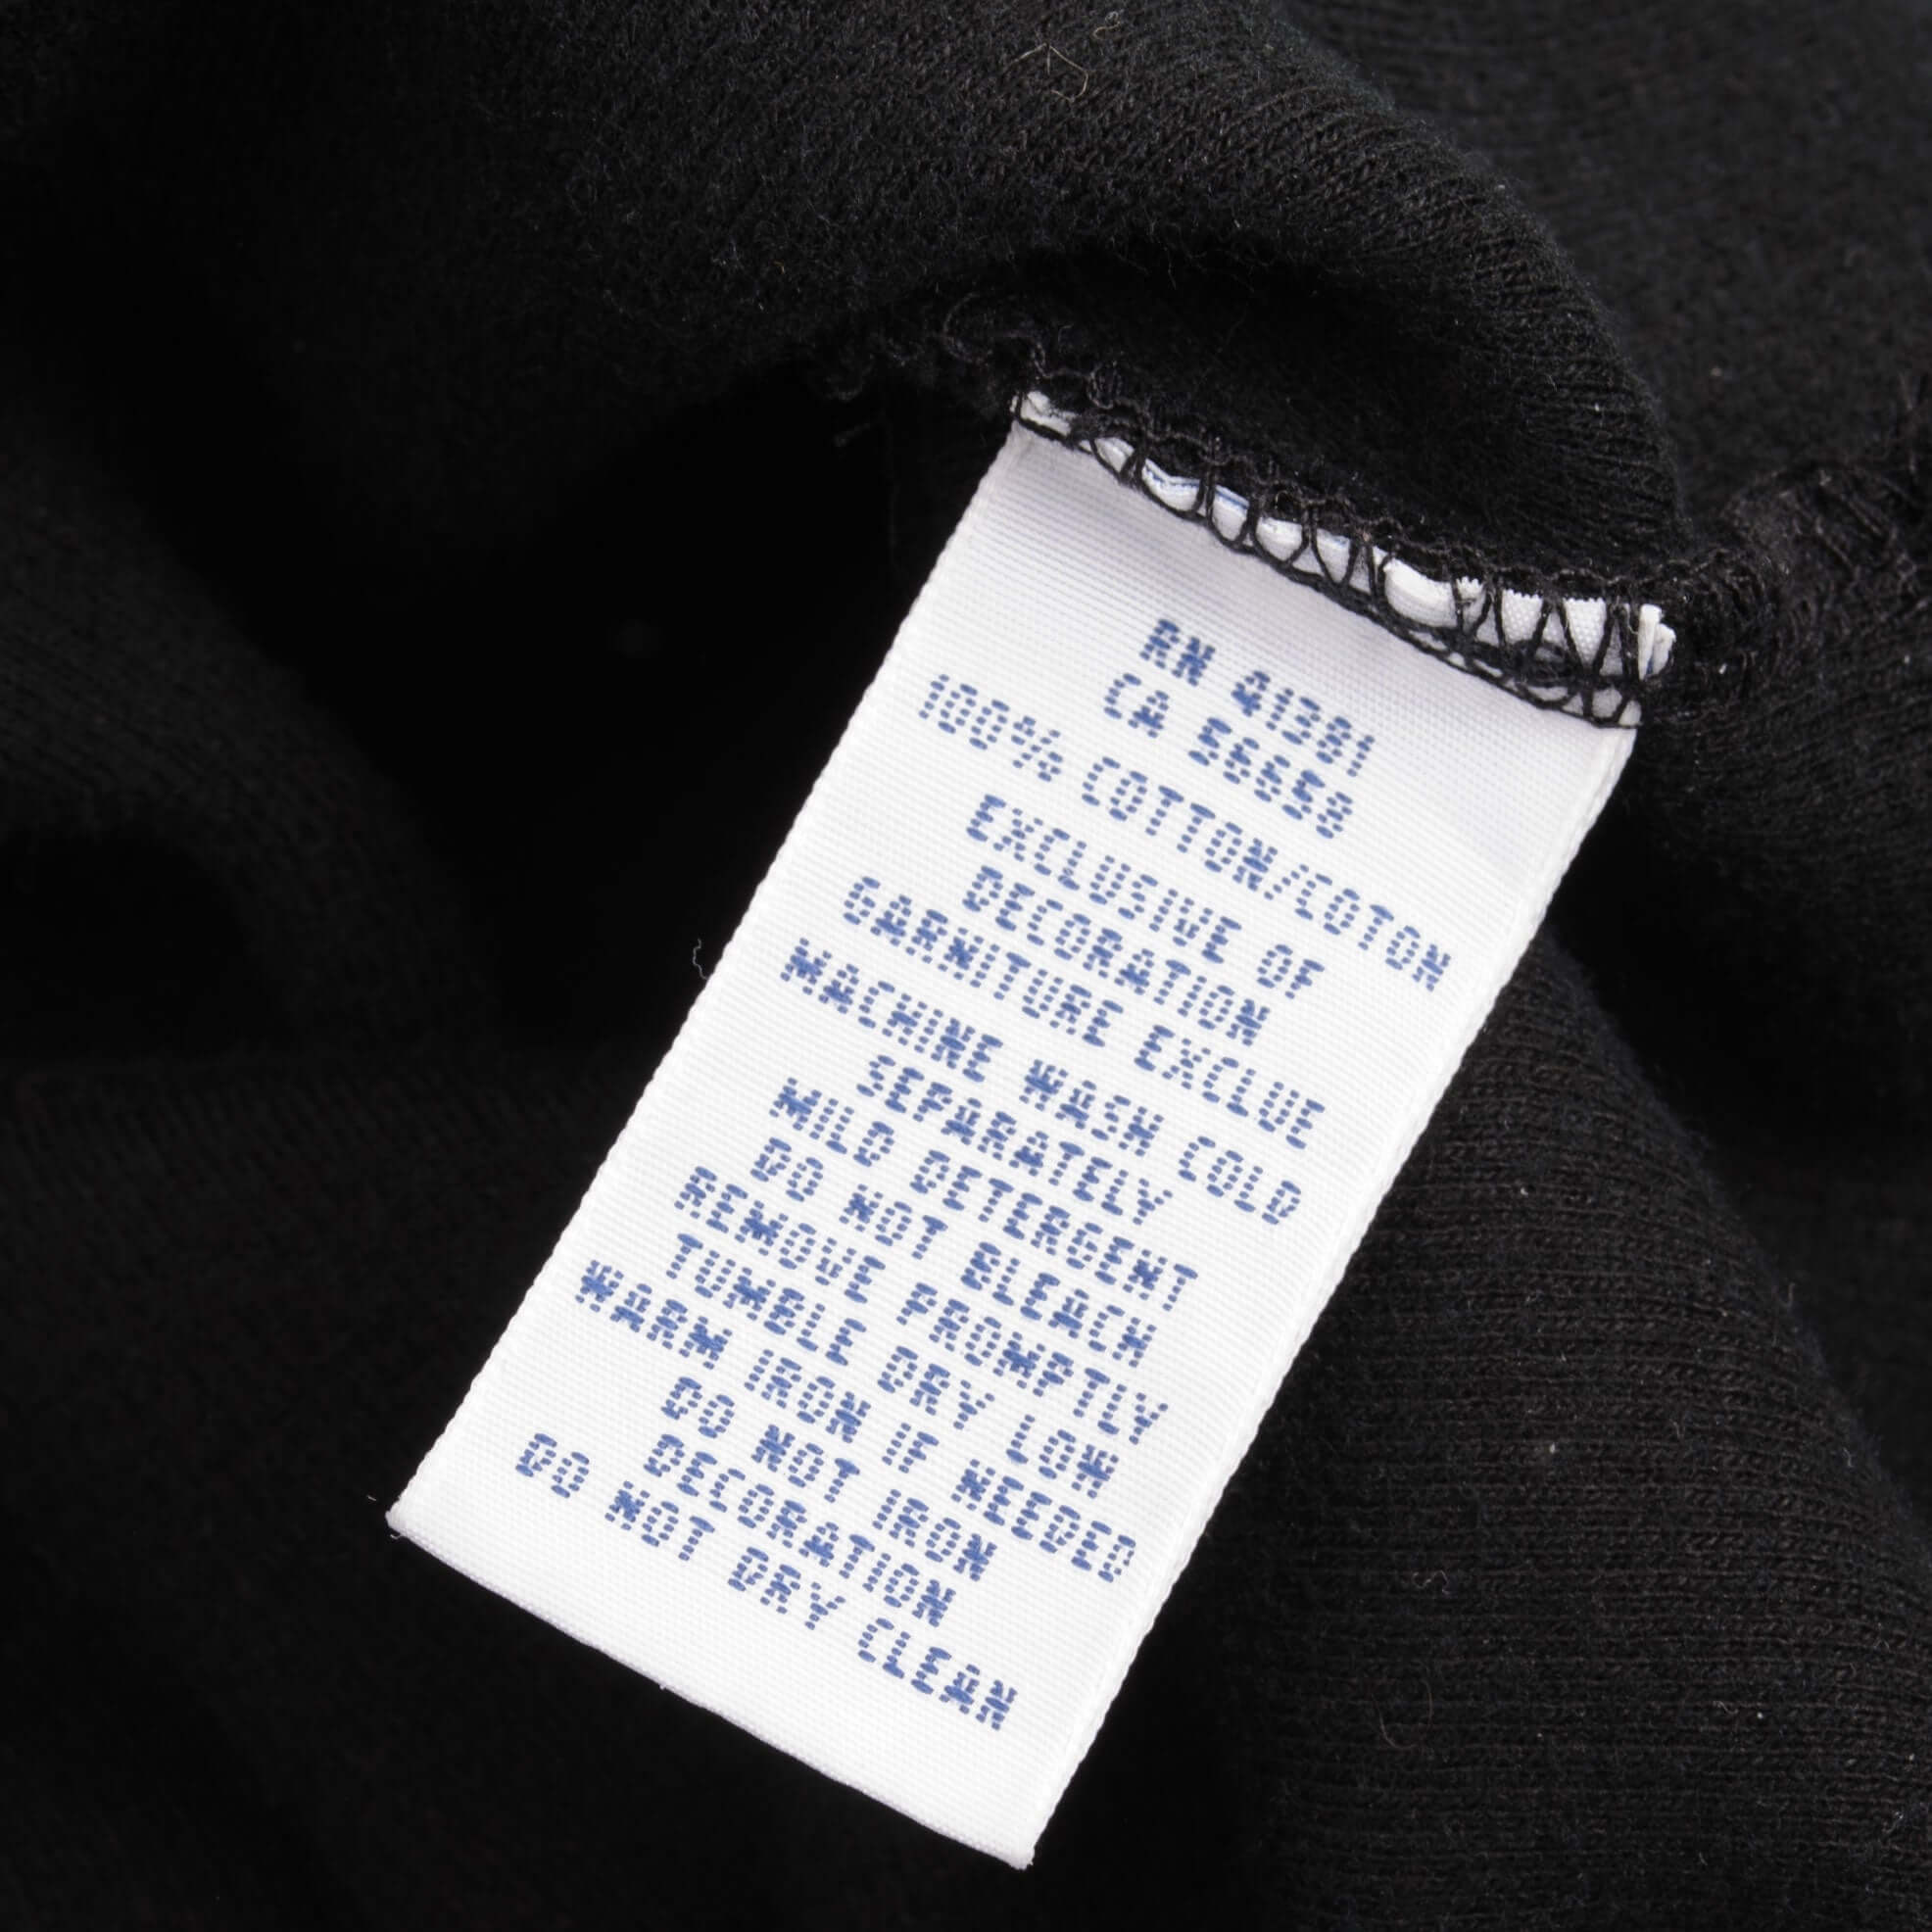 RN 41381
CA 56658
100% COTTON/COTON
EXCLUSIVE OF
DECORATION
GARNITURE EXCLUE
MACHINE WASH COLD
SEPARATELY
MILD DETERGENT
DO NOT BLEACH
REMOVE PROMPTLY
TUMBLE DRY LOW
WARM IRON IF NEEDED
DO NOT IRON
DECORATION
DO NOT DRY CLEAN